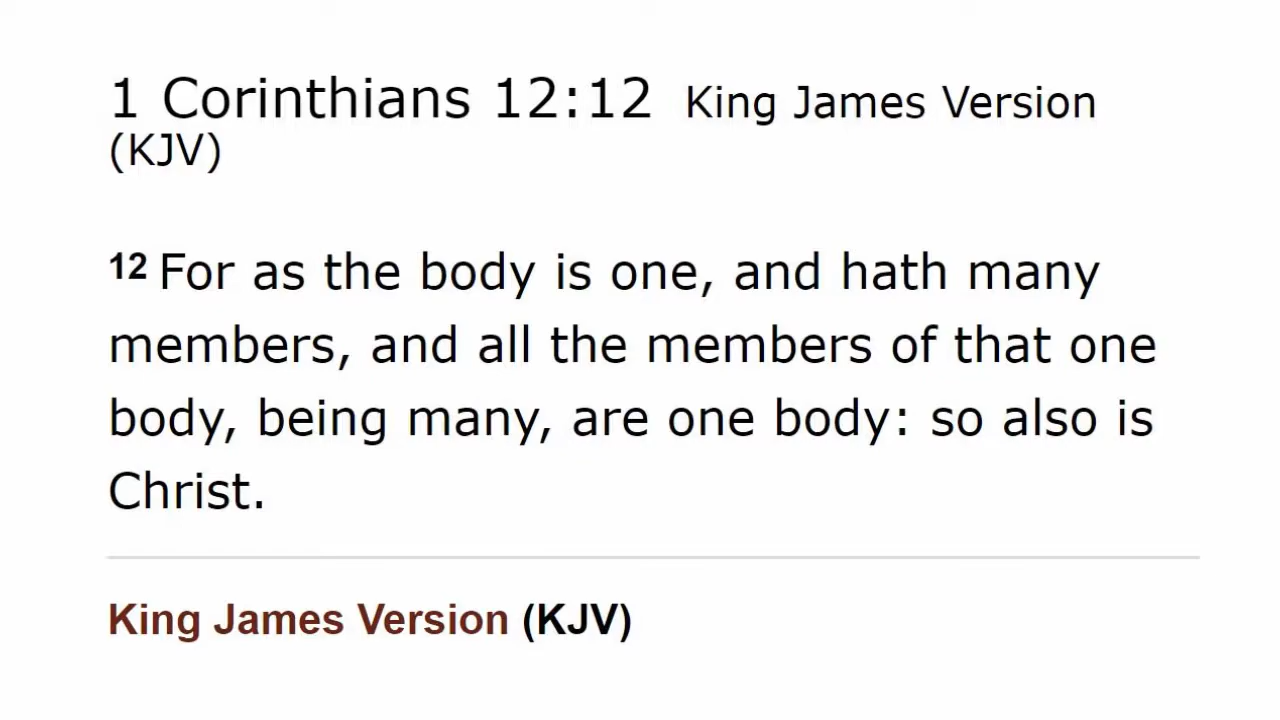 1 Corinthians 12:12 King James Version
(KJV)
12 For as the body is one, and hath many
members, and all the members of that one
body, being many, are one body: so also is
Christ.
King James Version (KJV)